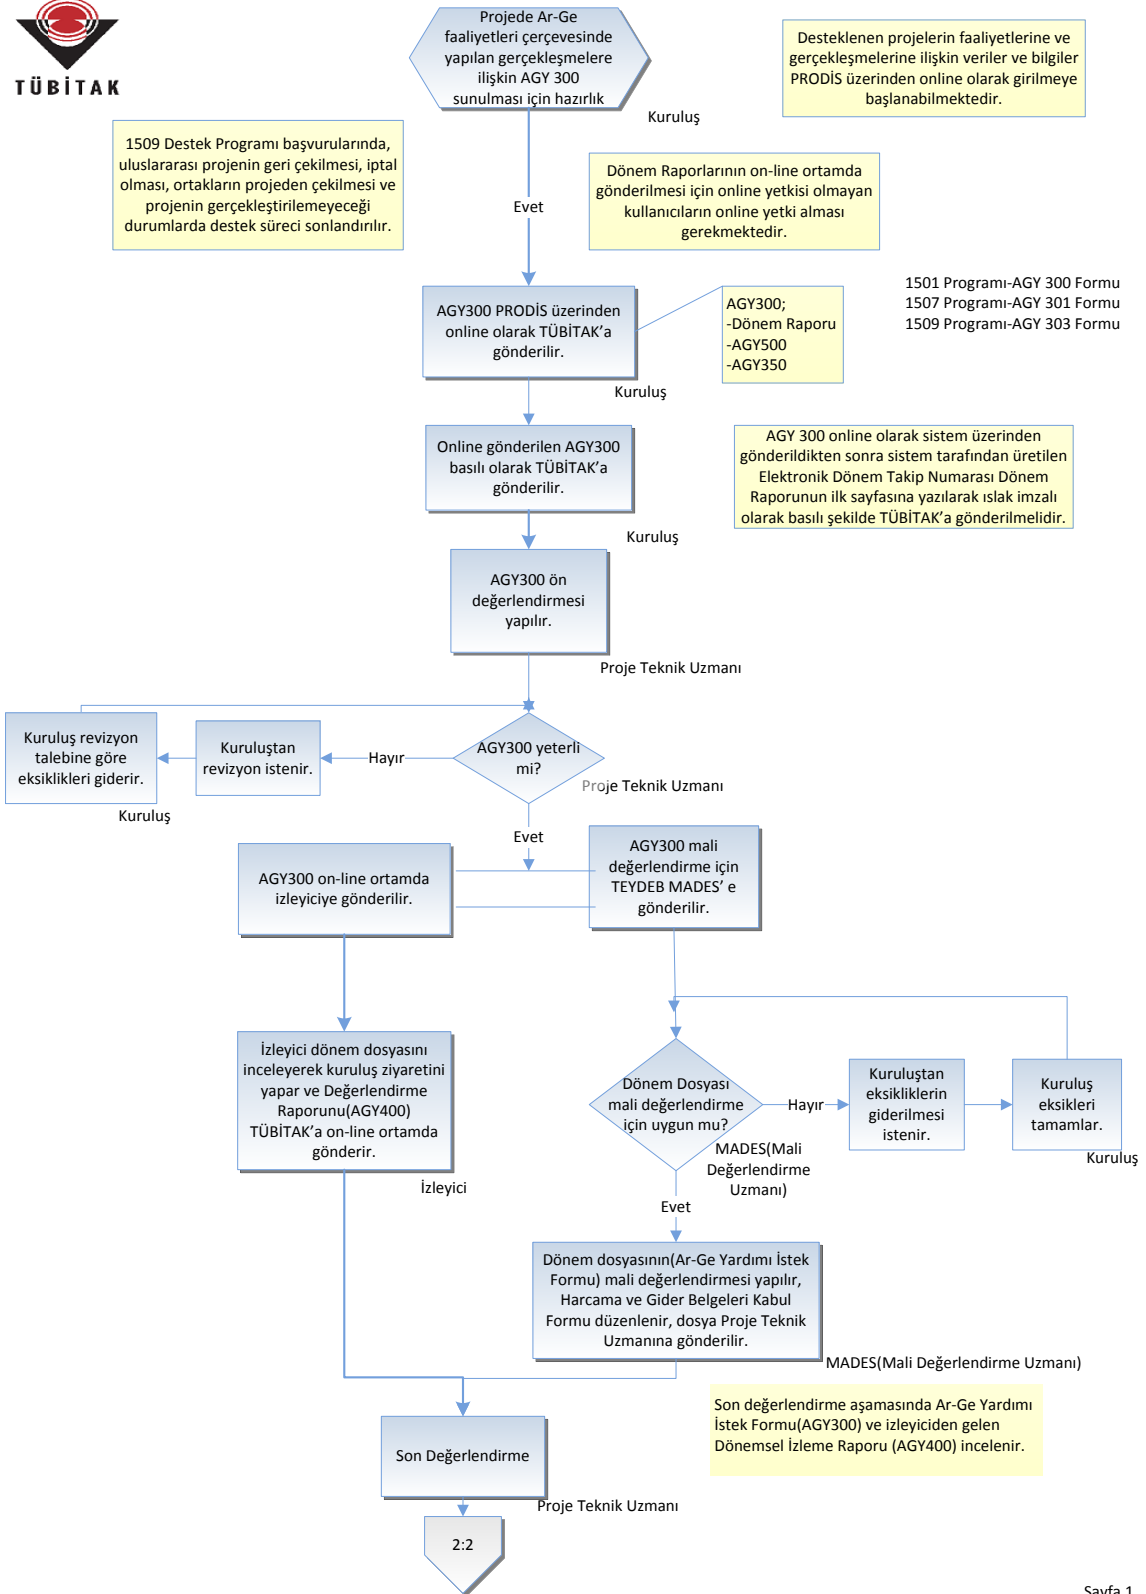 TÜBİTAK
Projede Ar-Ge
faaliyetleri çerçevesinde
yapılan gerçekleşmelere
ilişkin AGY 300
sunulması için hazırlık
Kuruluş
Desteklenen projelerin faaliyetlerine ve
gerçekleşmelerine ilişkin veriler ve bilgiler
PRODİS üzerinden online olarak girilmeye
başlanabilmektedir.
1509 Destek Programı başvurularında,
uluslararası projenin geri çekilmesi, iptal
olması, ortakların projeden çekilmesi ve
projenin gerçekleştirilemeyeceği
durumlarda destek süreci sonlandırılır.
Evet
Dönem Raporlarının on-line ortamda
gönderilmesi için online yetkisi olmayan
kullanıcıların online yetki alması
gerekmektedir.
AGY300 PRODİS üzerinden
online olarak TÜBİTAK’a
gönderilir.
Kuruluş
AGY300;
-Dönem Raporu
-AGY500
-AGY350
1501 Programı-AGY 300 Formu
1507 Programı-AGY 301 Formu
1509 Programı-AGY 303 Formu
Online gönderilen AGY300
basılı olarak TÜBİTAK’a
gönderilir.
Kuruluş
AGY 300 online olarak sistem üzerinden
gönderildikten sonra sistem tarafından üretilen
Elektronik Dönem Takip Numarası Dönem
Raporunun ilk sayfasına yazılarak ıslak imzalı
olarak basılı şekilde TÜBİTAK’a gönderilmelidir.
AGY300 ön
değerlendirmesi
yapılır.
Proje Teknik Uzmanı
Kuruluş revizyon
talebine göre
eksiklikleri giderir.
Kuruluş
Kuruluştan
revizyon istenir.
Hayır
AGY300 yeterli
mi?
Proje Teknik Uzmanı
Evet
AGY300 on-line ortamda
izleyiciye gönderilir.
AGY300 mali
değerlendirme için
TEYDEB MADES’ e
gönderilir.
İzleyici dönem dosyasını
inceleyerek kuruluş ziyaretini
yapar ve Değerlendirme
Raporunu(AGY400)
TÜBİTAK’a on-line ortamda
gönderir.
İzleyici
Dönem Dosyası
mali değerlendirme
için uygun mu?
MADES(Mali
Değerlendirme
Uzmanı)
Hayır
Kuruluştan
eksikliklerin
giderilmesi
istenir.
Kuruluş
eksikleri
tamamlar.
Kuruluş
Evet
Dönem dosyasının(Ar-Ge Yardımı İstek
Formu) mali değerlendirmesi yapılır,
Harcama ve Gider Belgeleri Kabul
Formu düzenlenir, dosya Proje Teknik
Uzmanına gönderilir.
MADES(Mali Değerlendirme Uzmanı)
Son değerlendirme aşamasında Ar-Ge Yardımı
İstek Formu(AGY300) ve izleyiciden gelen
Dönemsel İzleme Raporu (AGY400) incelenir.
Son Değerlendirme
Proje Teknik Uzmanı
2:2
Sayfa 1